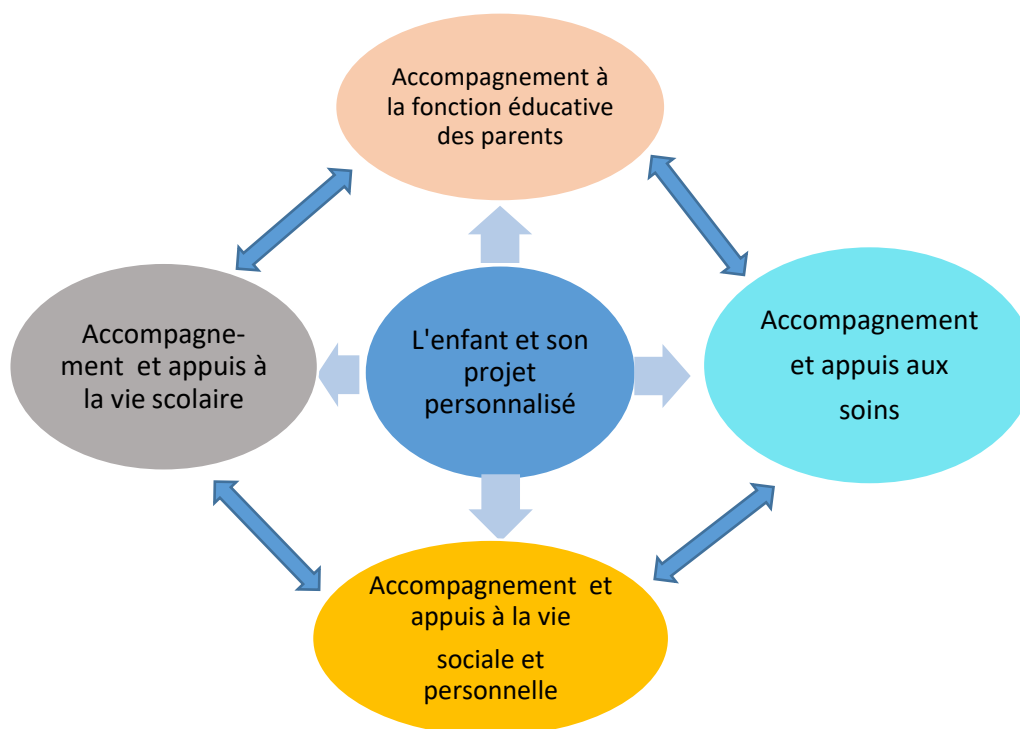 Accompagnement à
la fonction éducative
des parents
Accompagne-
ment  et appuis à
la vie scolaire
L'enfant et son
projet
personnalisé
Accompagnement
et appuis aux
soins
Accompagnement  et
appuis à la vie
sociale et
personnelle